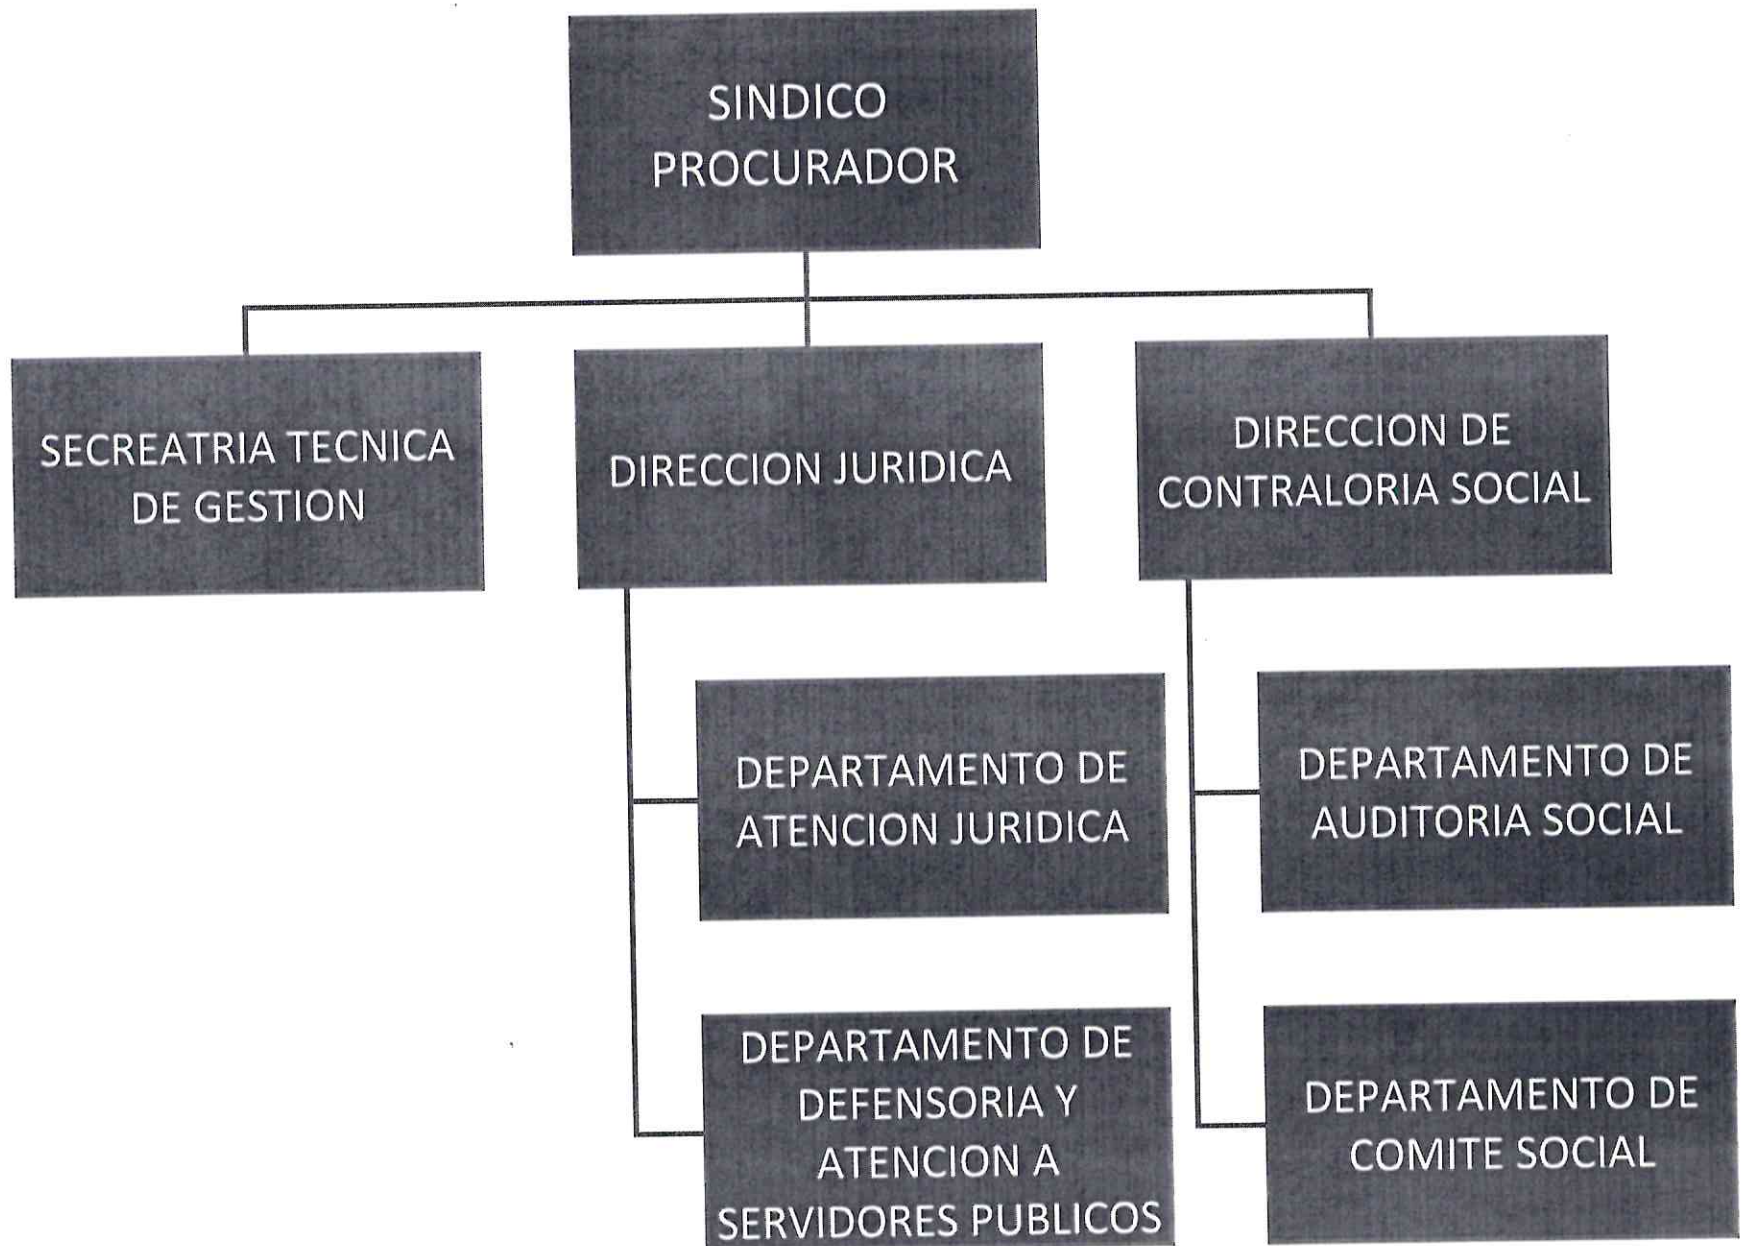 SINDICO
PROCURADOR
SECREATRIA TECNICA
DE GESTION
DIRECCION JURIDICA
DIRECCION DE
CONTRALORIA SOCIAL
DEPARTAMENTO DE
ATENCION JURIDICA
DEPARTAMENTO DE
AUDITORIA SOCIAL
DEPARTAMENTO DE
DEFENSORIA Y
ATENCION A
SERVIDORES PUBLICOS
DEPARTAMENTO DE
COMITE SOCIAL